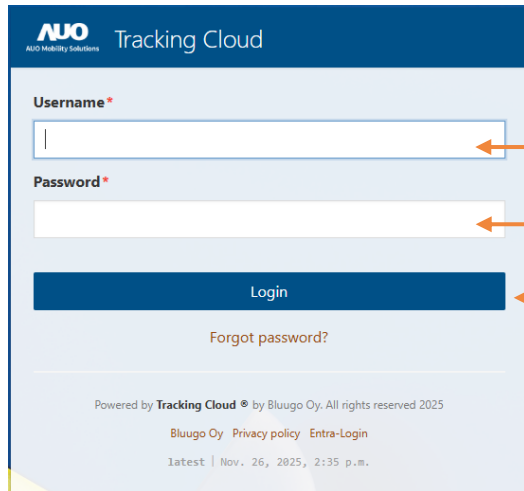 AUO
AUO Mobility Solutions
Tracking Cloud
Username*
Password*
Login
Forgot password?
Powered by Tracking Cloud ® by Bluugo Oy. All rights reserved 2025
Bluugo Oy Privacy policy Entra-Login
latest | Nov. 26, 2025, 2:35 p.m.